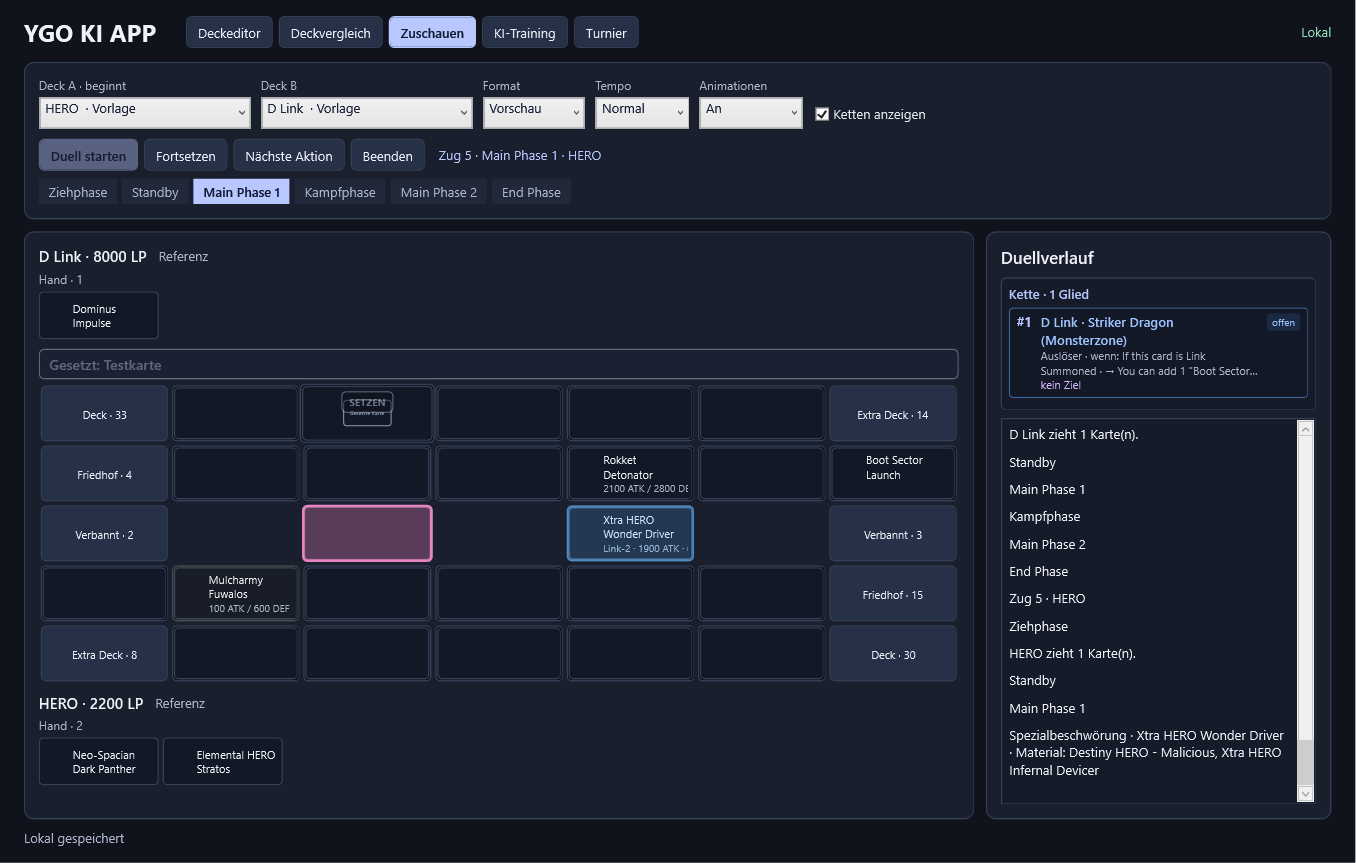 YGO KI APP
Deckeditor
Deckvergleich
Zuschauen
KI-Training
Turnier
Lokal
Deck A · beginnt
Deck B
Format
Tempo
Animationen
HERO · Vorlage
D Link · Vorlage
Vorschau
Normal
An
Ketten anzeigen
Duell starten
Fortsetzen
Nächste Aktion
Beenden
Zug 5 · Main Phase 1 · HERO
Ziehphase
Standby
Main Phase 1
Kampfphase
Main Phase 2
End Phase
D Link · 8000 LP
Referenz
Hand · 1
Dominus
Impulse
Gesetzt: Testkarte
Deck · 33
SETZEN
Gesetzte Karte
Extra Deck · 14
Friedhof · 4
Rokket
Detonator
2100 ATK / 2800 DE
Boot Sector
Launch
Verbannt · 2
Xtra HERO
Wonder Driver
Link-2 · 1900 ATK ·
Verbannt · 3
Mulcharmy
Fuwalos
100 ATK / 600 DEF
Friedhof · 15
Extra Deck · 8
Deck · 30
HERO · 2200 LP
Referenz
Hand · 2
Neo-Spacian
Dark Panther
Elemental HERO
Stratos
Duellverlauf
Kette · 1 Glied
#1
D Link · Striker Dragon
(Monsterzone)
offen
Auslöser · wenn: If this card is Link
Summoned · → You can add 1 "Boot Sector...
kein Ziel
D Link zieht 1 Karte(n).
Standby
Main Phase 1
Kampfphase
Main Phase 2
End Phase
Zug 5 · HERO
Ziehphase
HERO zieht 1 Karte(n).
Standby
Main Phase 1
Spezialbeschwörung · Xtra HERO Wonder Driver
· Material: Destiny HERO - Malicious, Xtra HERO
Infernal Devicer
Lokal gespeichert